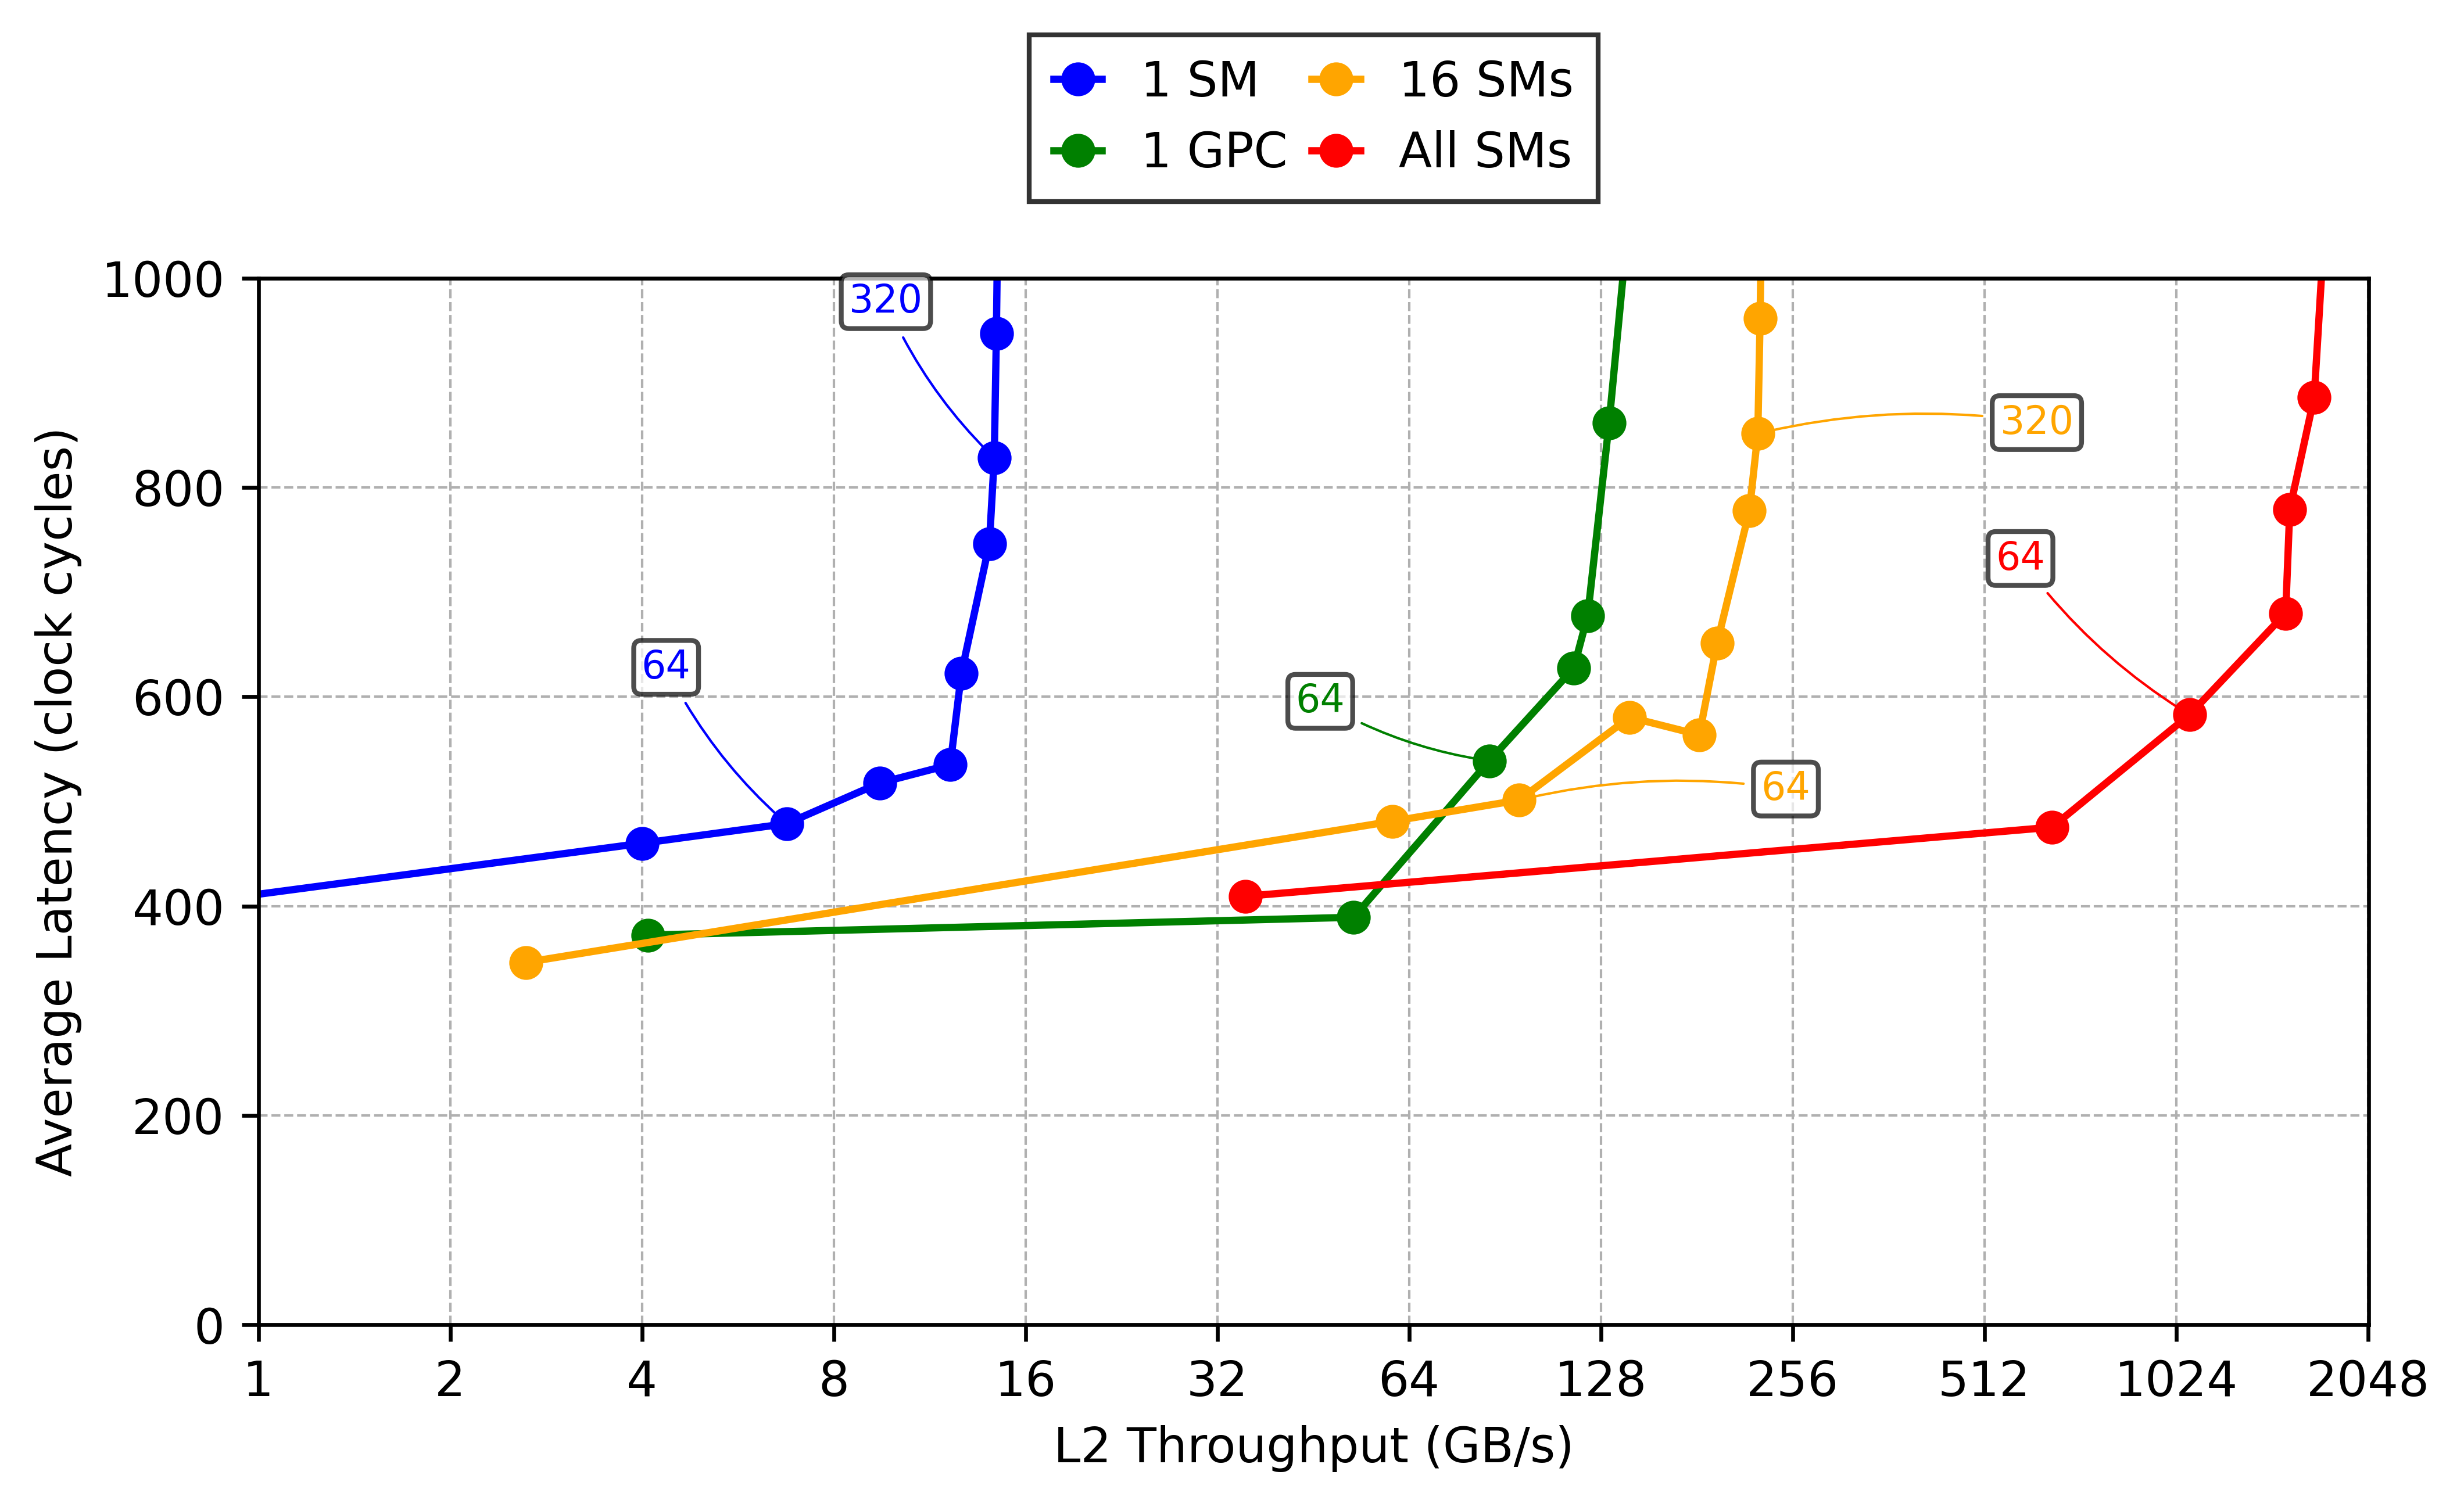 1 SM
16 SMs
1 GPC
All SMs
1000
800
600
400
200
0
320
64
64
320
64
64
Average Latency (clock cycles)
1 2 4 8 16 32 64 128 256 512 1024 2048
L2 Throughput (GB/s)